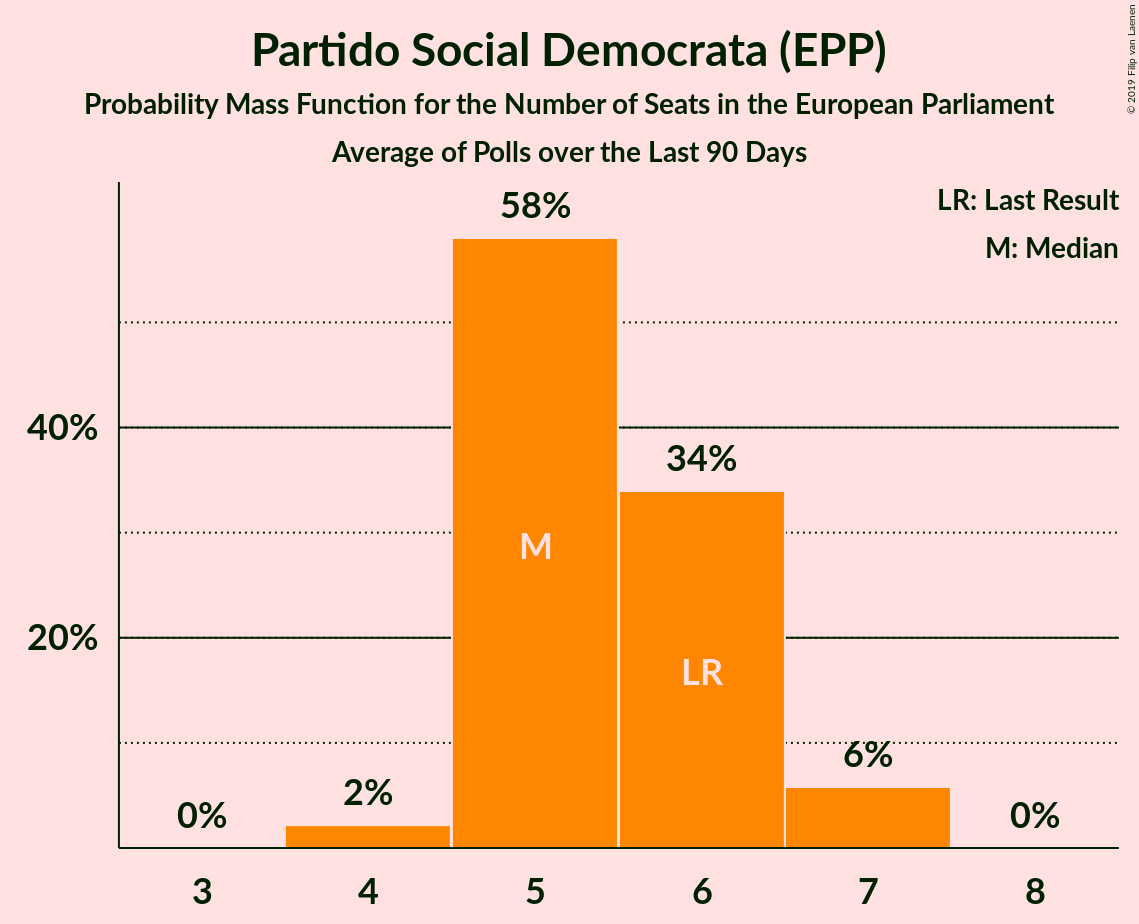 Partido Social Democrata (EPP)
Probability Mass Function for the Number of Seats in the European Parliament
Average of Polls over the Last 90 Days
© 2019 Filip van Laenen
LR: Last Result
M: Median
58%
40%
34%
M
20%
LR
6%
2%
0%
0%
3 4 5 6 7 8